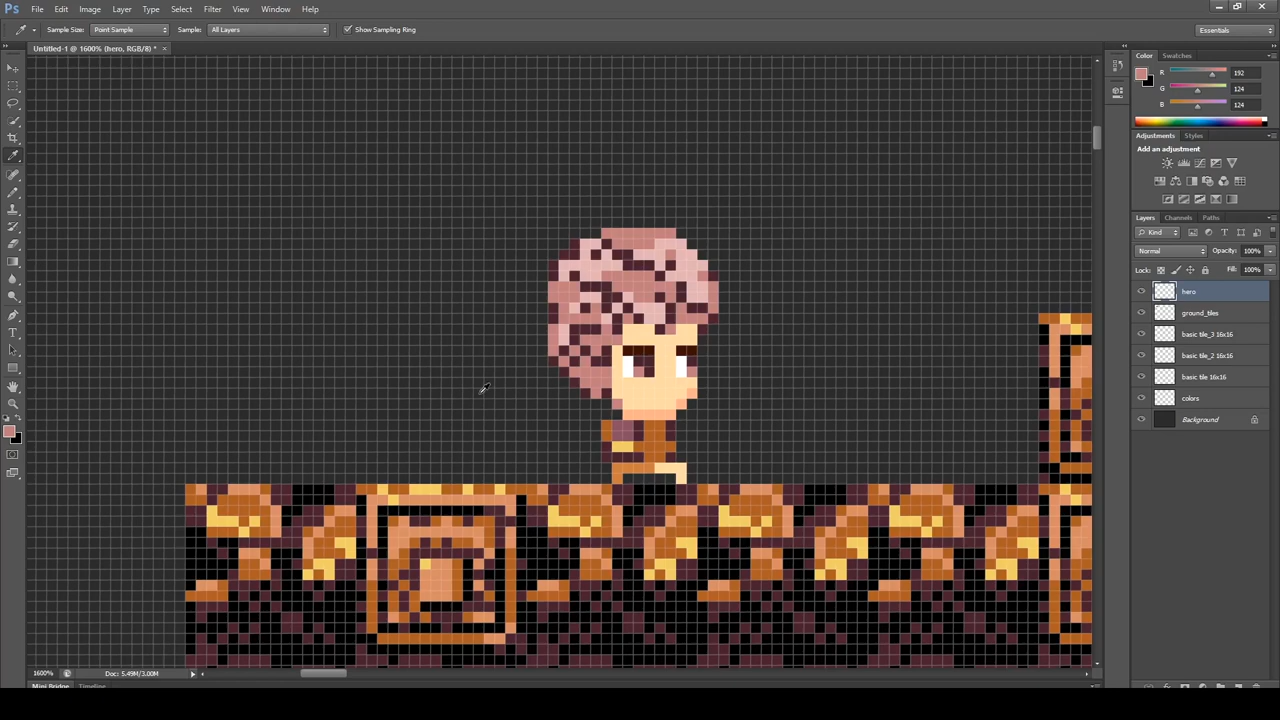 Ps File Edit Image Layer Type Select Filter View Window Help
Sample Size: Point Sample Sample: All Layers Show Sampling Ring Essentials
Untitled-1 @ 1600% (hero, RGB/8) * ×
Color Swatches
R 192
G 124
B 124
Adjustments Styles
Add an adjustment
Layers Channels Paths
Kind
Normal Opacity: 100%
Lock: Fill: 100%
hero
ground_tiles
basic tile_3 16x16
basic tile_2 16x16
basic tile 16x16
colors
Background
1600% Doc: 5.49M/3.00M
Mini Bridge Timeline